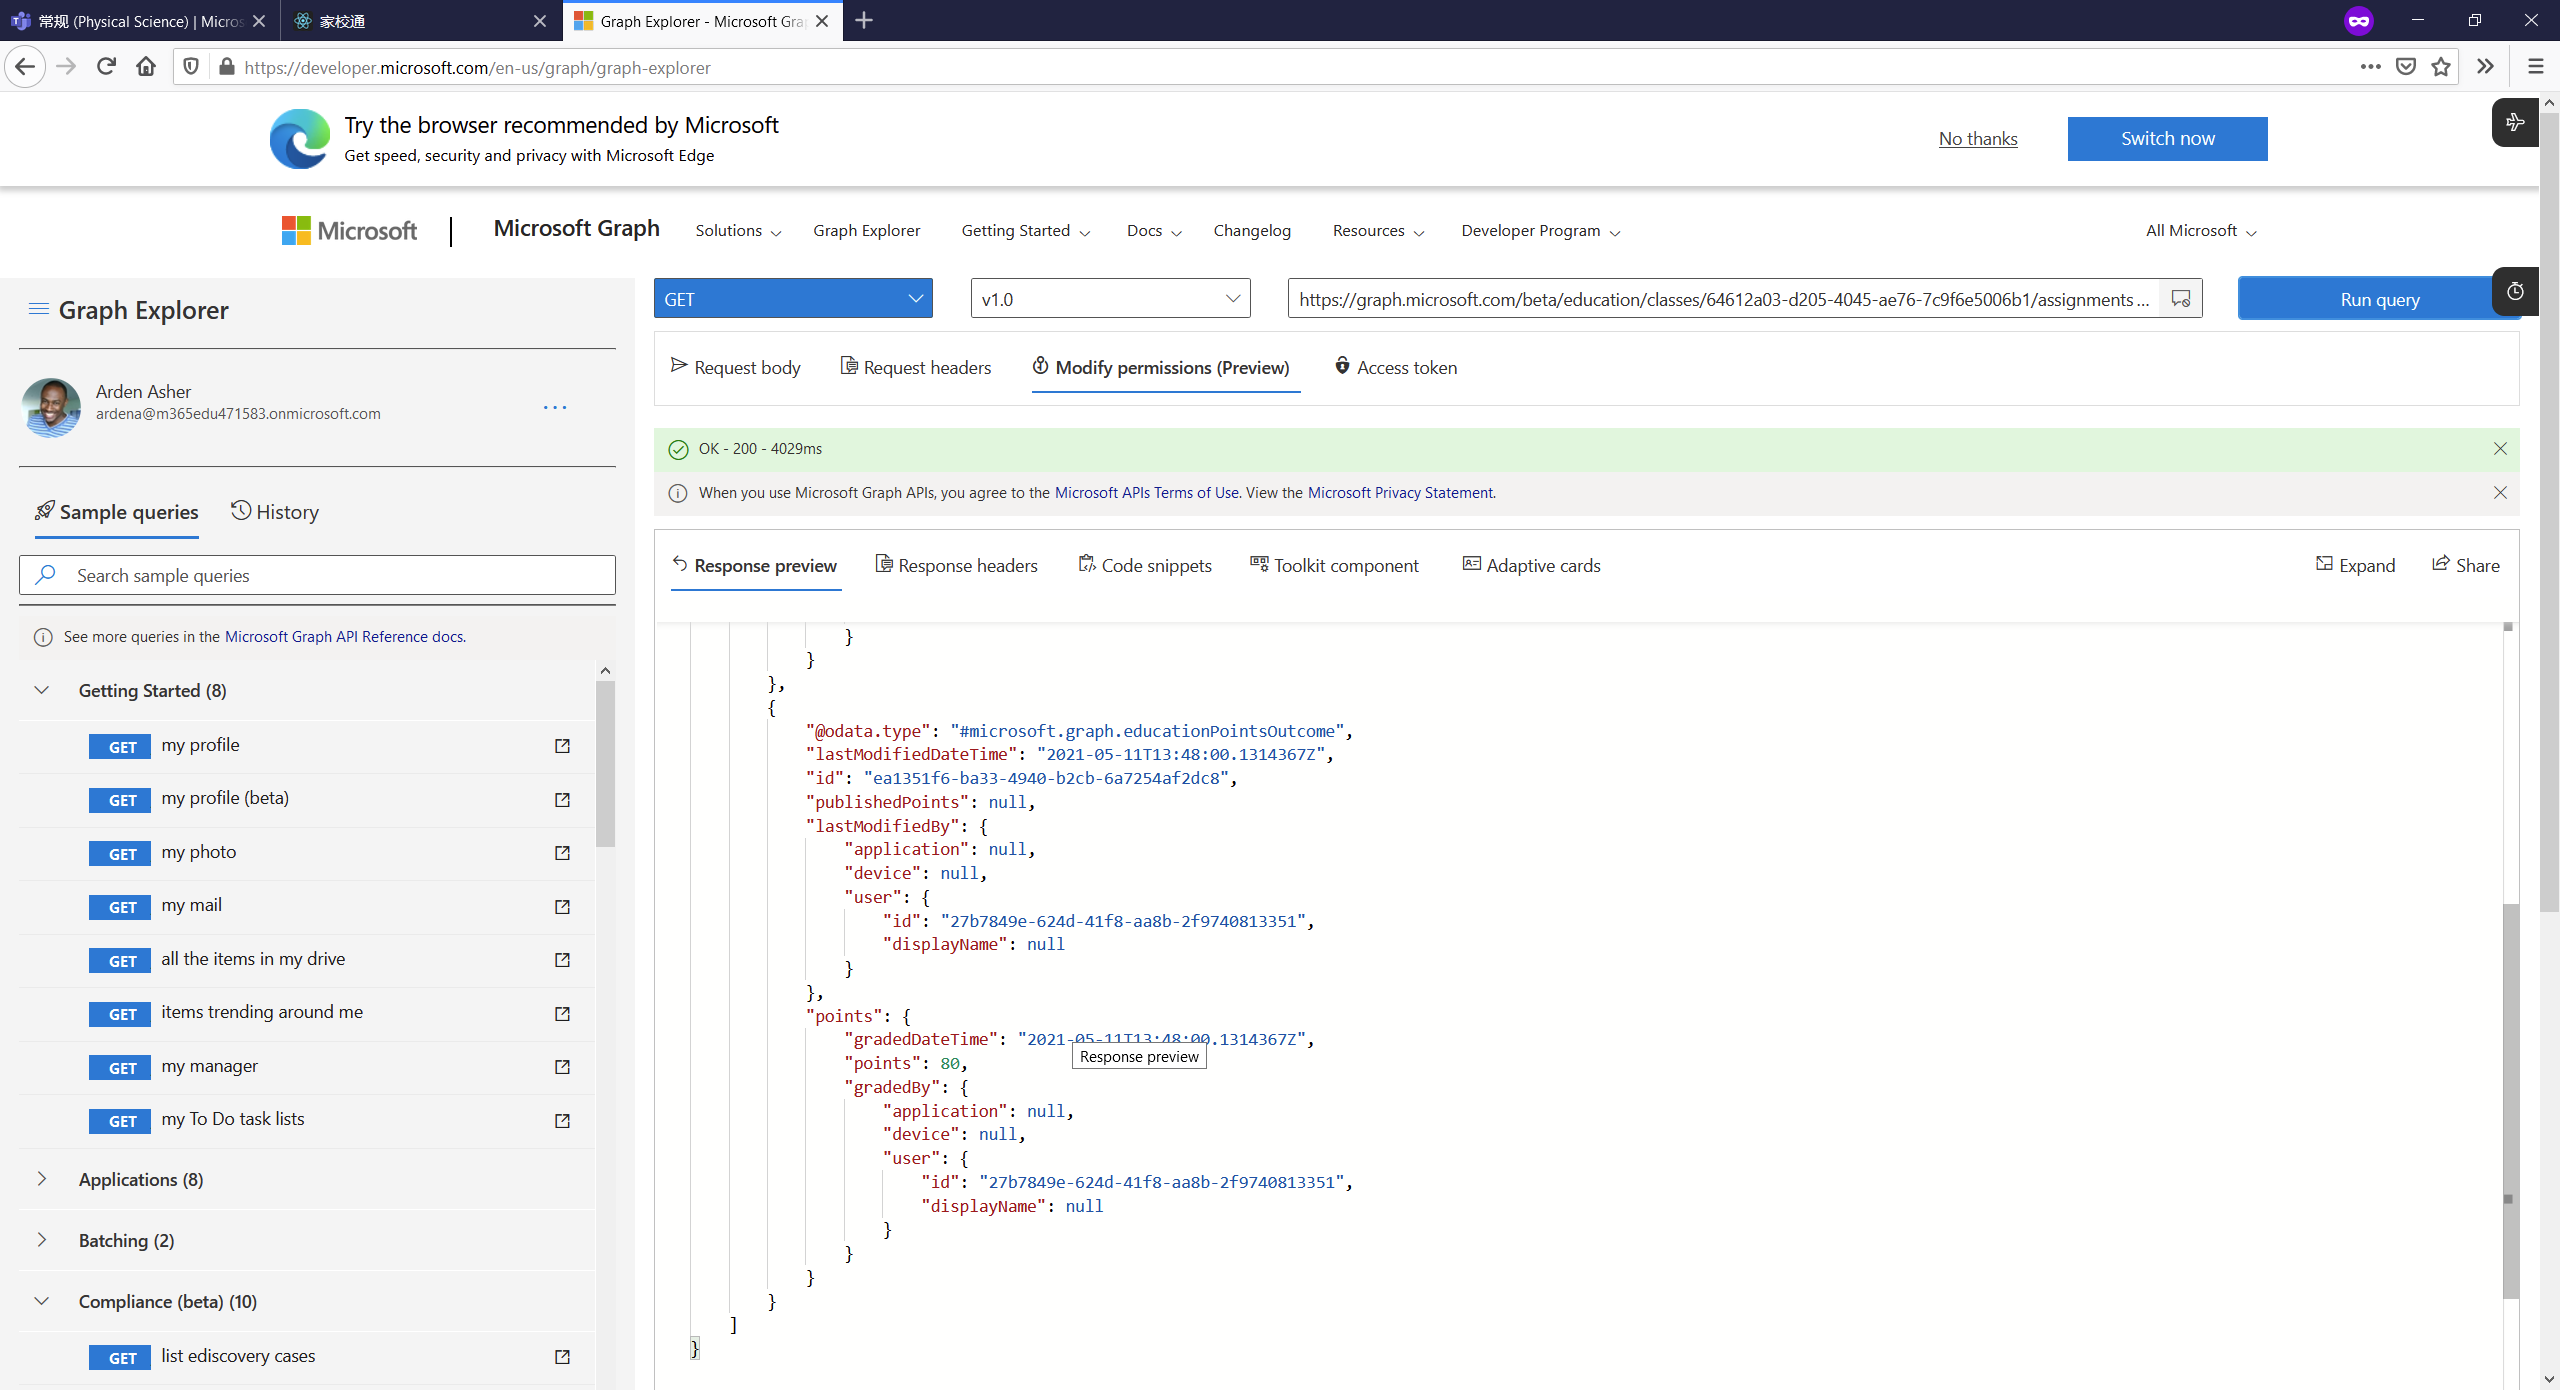 常规 (Physical Science) | Micros
家校通
Graph Explorer - Microsoft Gra
https://developer.microsoft.com/en-us/graph/graph-explorer
Try the browser recommended by Microsoft
Get speed, security and privacy with Microsoft Edge
No thanks
Switch now
Microsoft
Microsoft Graph
Solutions
Graph Explorer
Getting Started
Docs
Changelog
Resources
Developer Program
All Microsoft
Graph Explorer
GET
v1.0
https://graph.microsoft.com/beta/education/classes/64612a03-d205-4045-ae76-7c9f6e5006b1/assignments ...
Run query
Arden Asher
ardena@m365edu471583.onmicrosoft.com
Request body
Request headers
Modify permissions (Preview)
Access token
OK - 200 - 4029ms
When you use Microsoft Graph APIs, you agree to the Microsoft APIs Terms of Use. View the Microsoft Privacy Statement.
Sample queries
History
Search sample queries
See more queries in the Microsoft Graph API Reference docs.
Getting Started (8)
GET my profile
GET my profile (beta)
GET my photo
GET my mail
GET all the items in my drive
GET items trending around me
GET my manager
GET my To Do task lists
Applications (8)
Batching (2)
Compliance (beta) (10)
GET list ediscovery cases
Response preview
Response headers
Code snippets
Toolkit component
Adaptive cards
Expand
Share
}
}
},
{
"@odata.type": "#microsoft.graph.educationPointsOutcome",
"lastModifiedDateTime": "2021-05-11T13:48:00.1314367Z",
"id": "ea1351f6-ba33-4940-b2cb-6a7254af2dc8",
"publishedPoints": null,
"lastModifiedBy": {
"application": null,
"device": null,
"user": {
"id": "27b7849e-624d-41f8-aa8b-2f9740813351",
"displayName": null
}
},
"points": {
"gradedDateTime": "2021-05-11T13:48:00.1314367Z",
Response preview
"points": 80,
"gradedBy": {
"application": null,
"device": null,
"user": {
"id": "27b7849e-624d-41f8-aa8b-2f9740813351",
"displayName": null
}
}
}
}
]
}